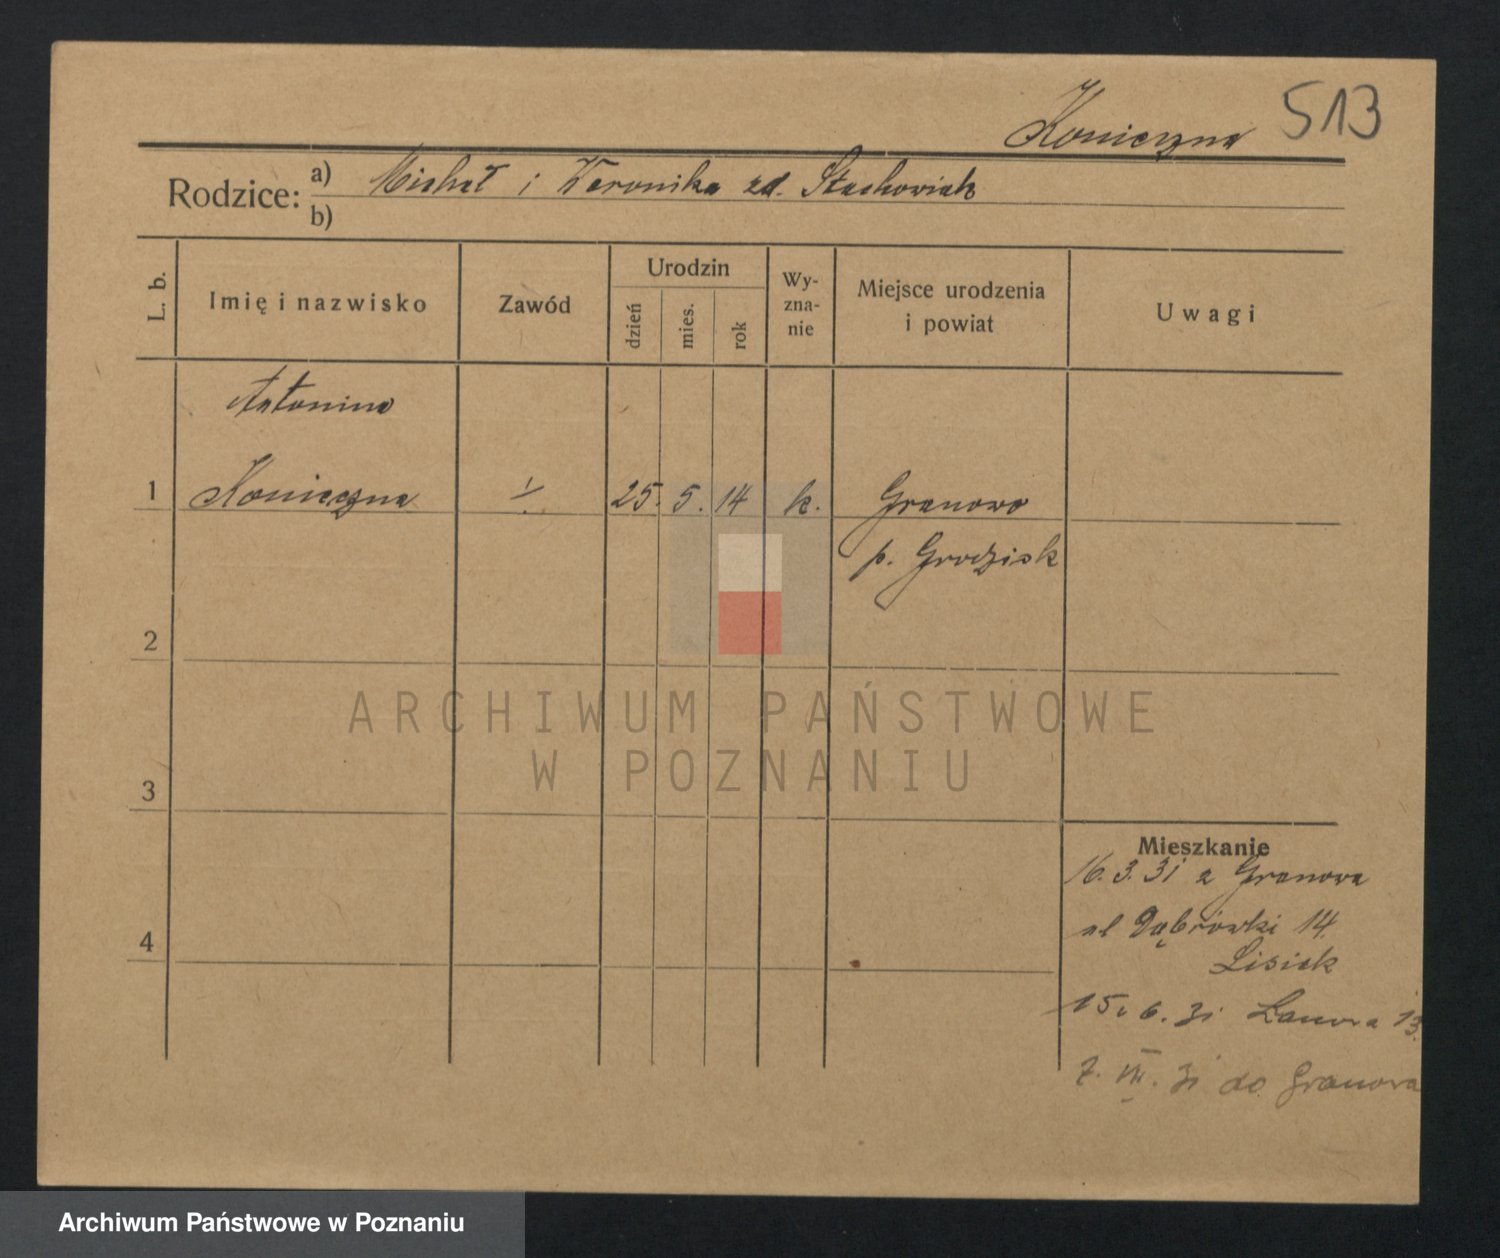 Konieczna 513
Rodzice: a) Michał i Weronika zd. Stachowiak
b)
L. b.
Imię i nazwisko
Zawód
Urodzin
dzień
mies.
rok
Wy-
zna-
nie
Miejsce urodzenia
i powiat
Uwagi
Antonina
1 Konieczna 25. 5. 14 k. Granowo
p. Grodzisk
2
3
4
Mieszkanie
16. 3. 31 z Granowa
ul Dąbrówki 14
Lisiak
15. 6. 31 13
7. VII. 31 do Granowa
ARCHIWUM PAŃSTWOWE
W POZNANIU
Archiwum Państwowe w Poznaniu